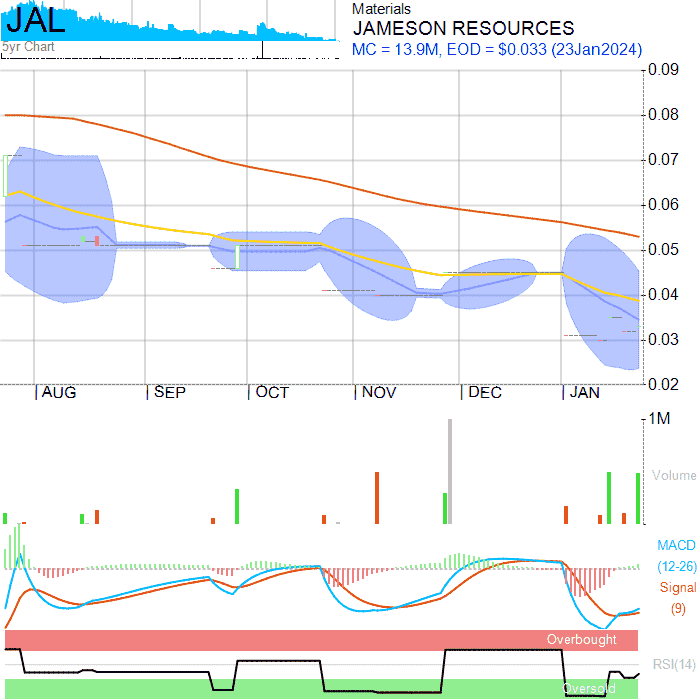 JAL
5yr Chart
Materials
JAMESON RESOURCES
MC = 13.9M, EOD = $0.033 (23Jan2024)
0.09
0.08
0.07
0.06
0.05
0.04
0.03
0.02
AUG SEP OCT NOV DEC JAN
1M
Volume
MACD
(12-26)
Signal
(9)
Overbought
RSI(14)
Oversold